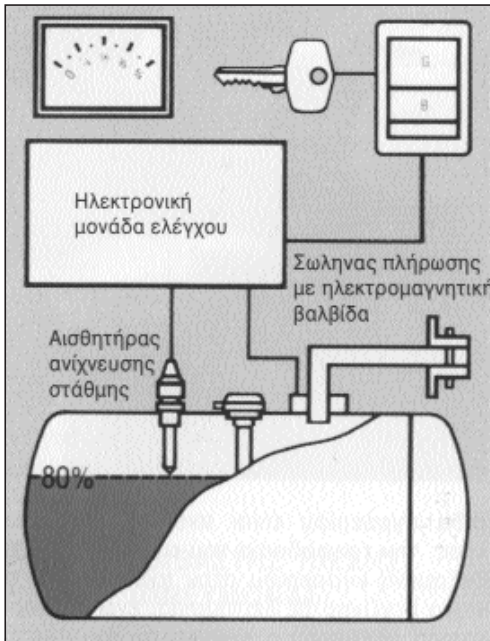 G
B
Ηλεκτρονική
μονάδα ελέγχου
Σωληνας πλήρωσης
με ηλεκτρομαγνητική
βαλβίδα
Αισθητήρας
ανίχνευσης
στάθμης
80%